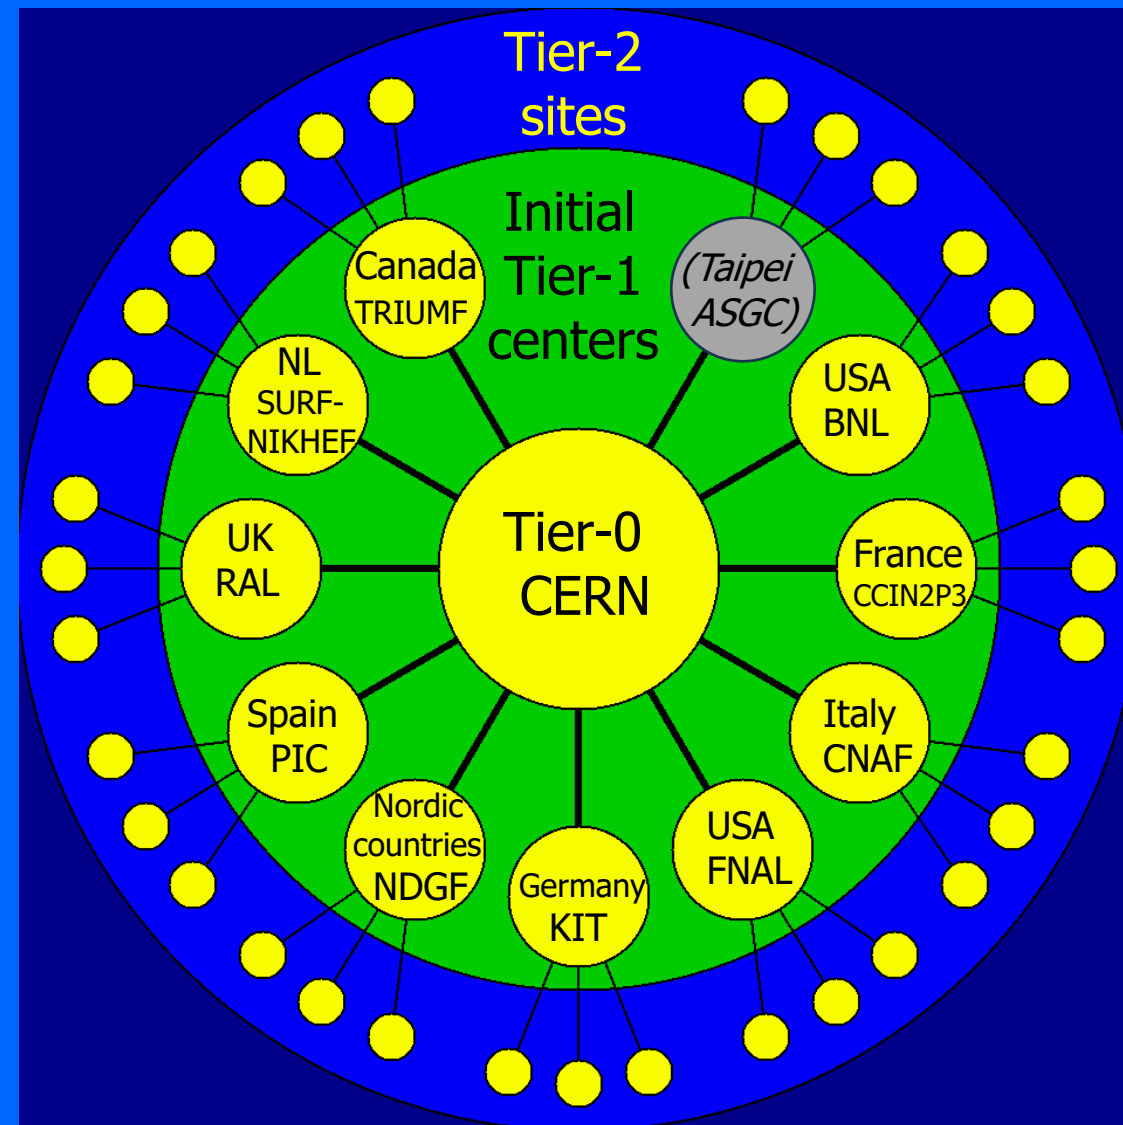 Tier-2
sites
Initial
Tier-1
centers
Canada
TRIUMF
(Taipei
ASGC)
NL
SURF-
NIKHEF
USA
BNL
UK
RAL
Tier-0
CERN
France
CCIN2P3
Spain
PIC
Italy
CNAF
Nordic
countries
NDGF
USA
FNAL
Germany
KIT